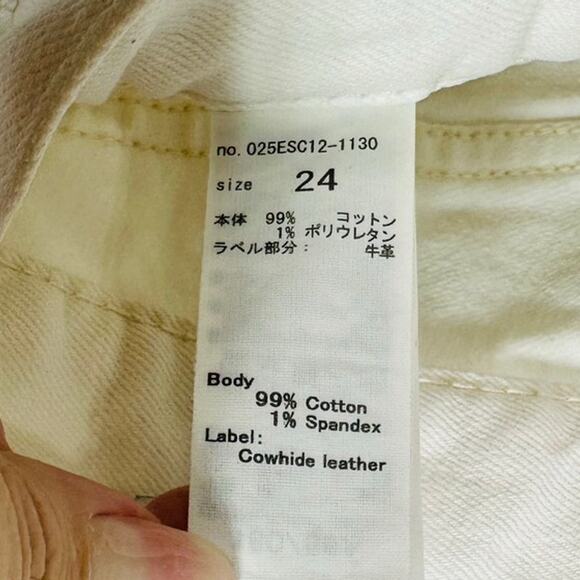 no. 025ESC12-1130
size 24
本体 99% コットン
1% ポリウレタン
ラベル部分: 牛革
Body
99% Cotton
1% Spandex
Label:
Cowhide leather